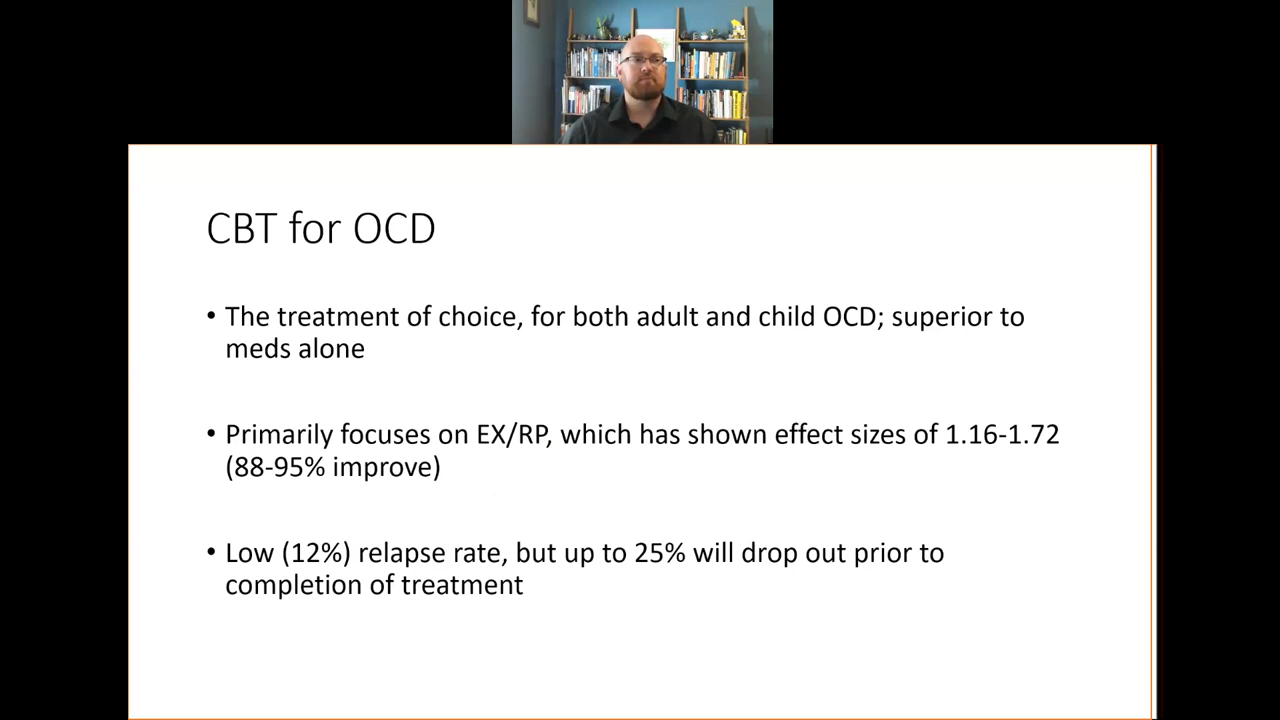 CBT for OCD
• The treatment of choice, for both adult and child OCD; superior to
meds alone
• Primarily focuses on EX/RP, which has shown effect sizes of 1.16-1.72
(88-95% improve)
• Low (12%) relapse rate, but up to 25% will drop out prior to
completion of treatment